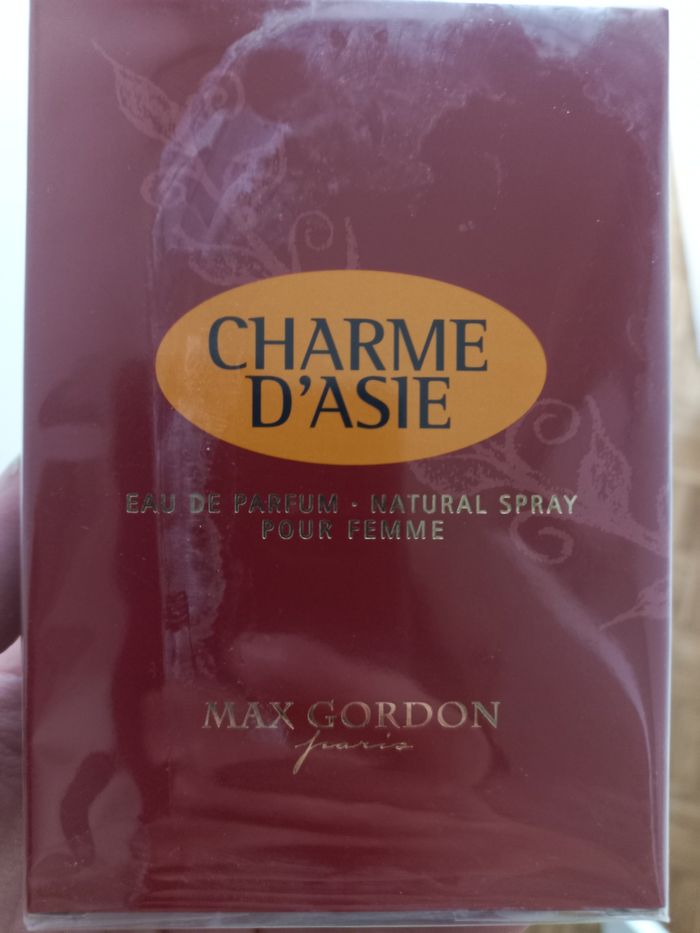 CHARME
D'ASIE
EAU DE PARFUM · NATURAL SPRAY
POUR FEMME
MAX GORDON
paris